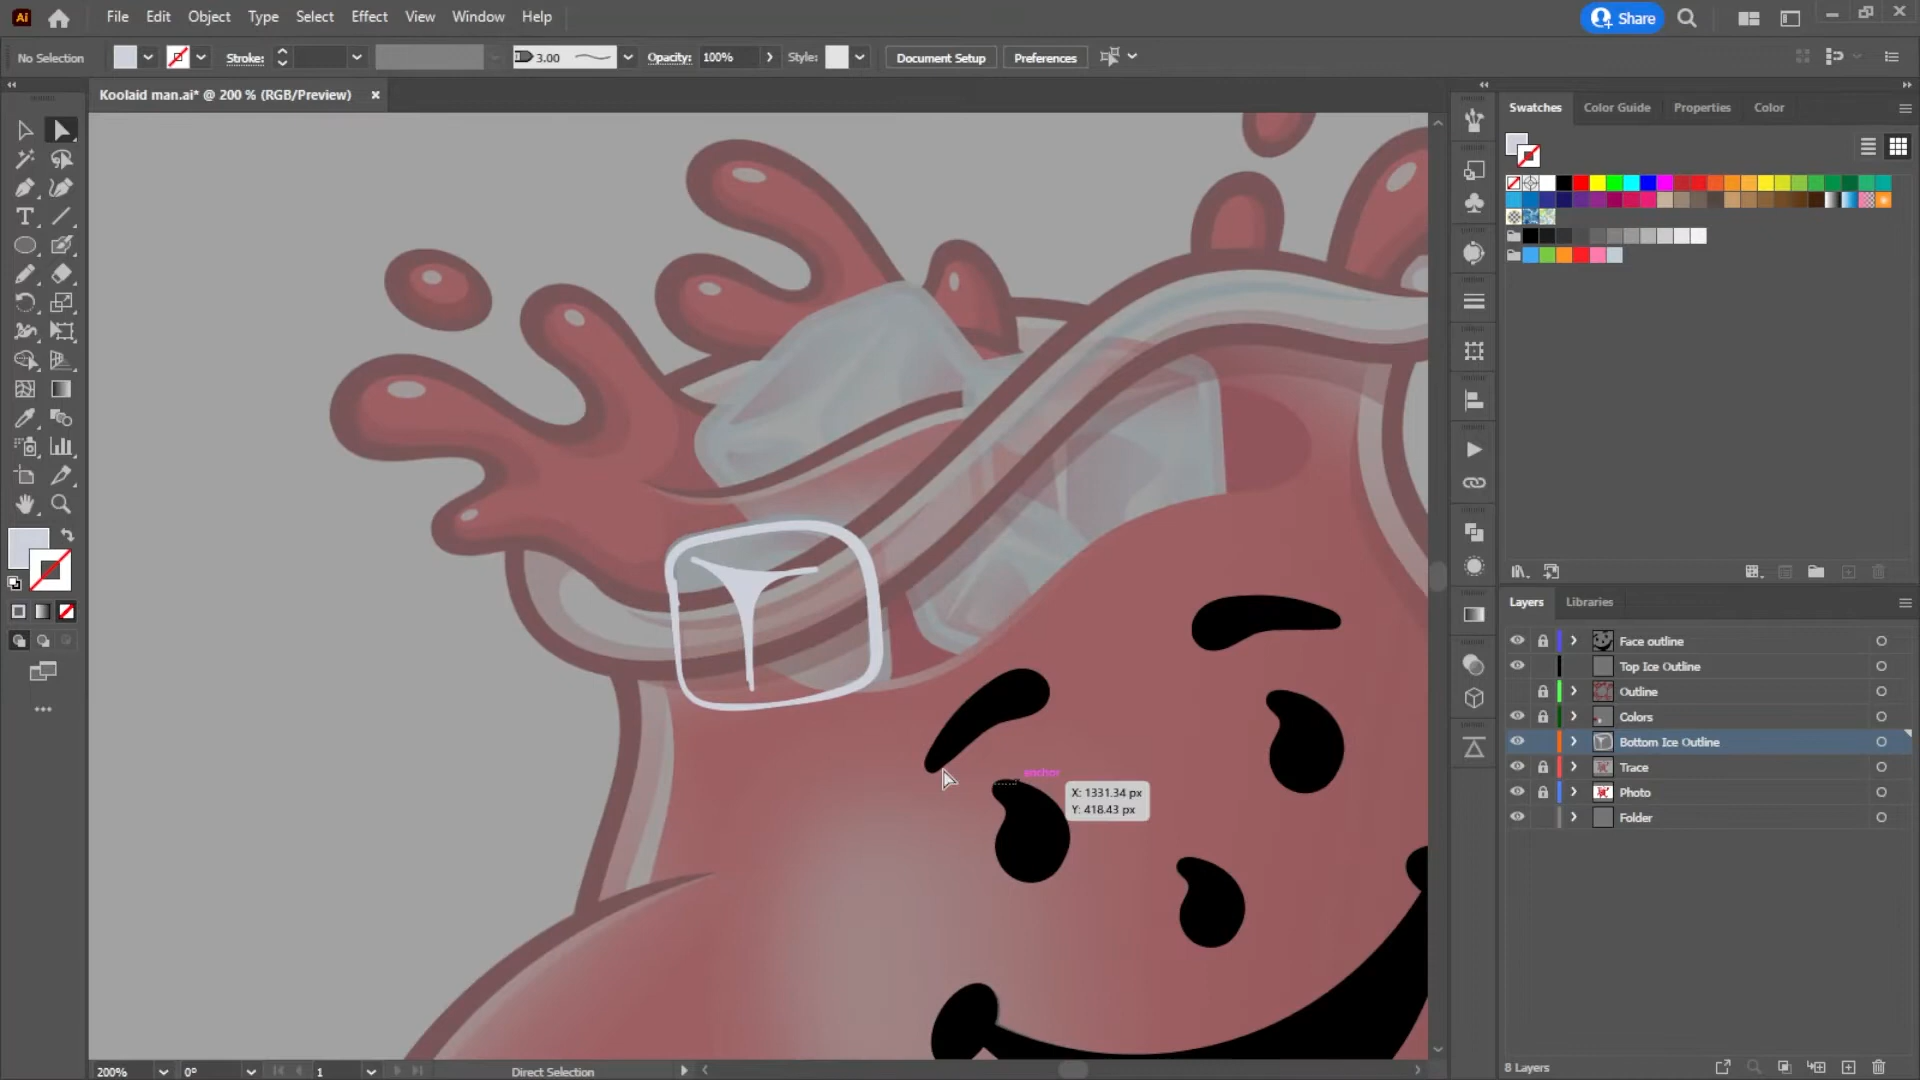 Ai File Edit Object Type Select Effect View Window Help Share
No Selection Stroke: 3.00 Opacity: 100% Style: Document Setup Preferences
Koolaid man.ai* @ 200 % (RGB/Preview) ×
Swatches Color Guide Properties Color
Layers Libraries
Face outline
Top Ice Outline
Outline
Colors
Bottom Ice Outline
Trace
Photo
Folder
anchor
X: 1331.34 px
Y: 418.43 px
200% 0° 1 Direct Selection
8 Layers